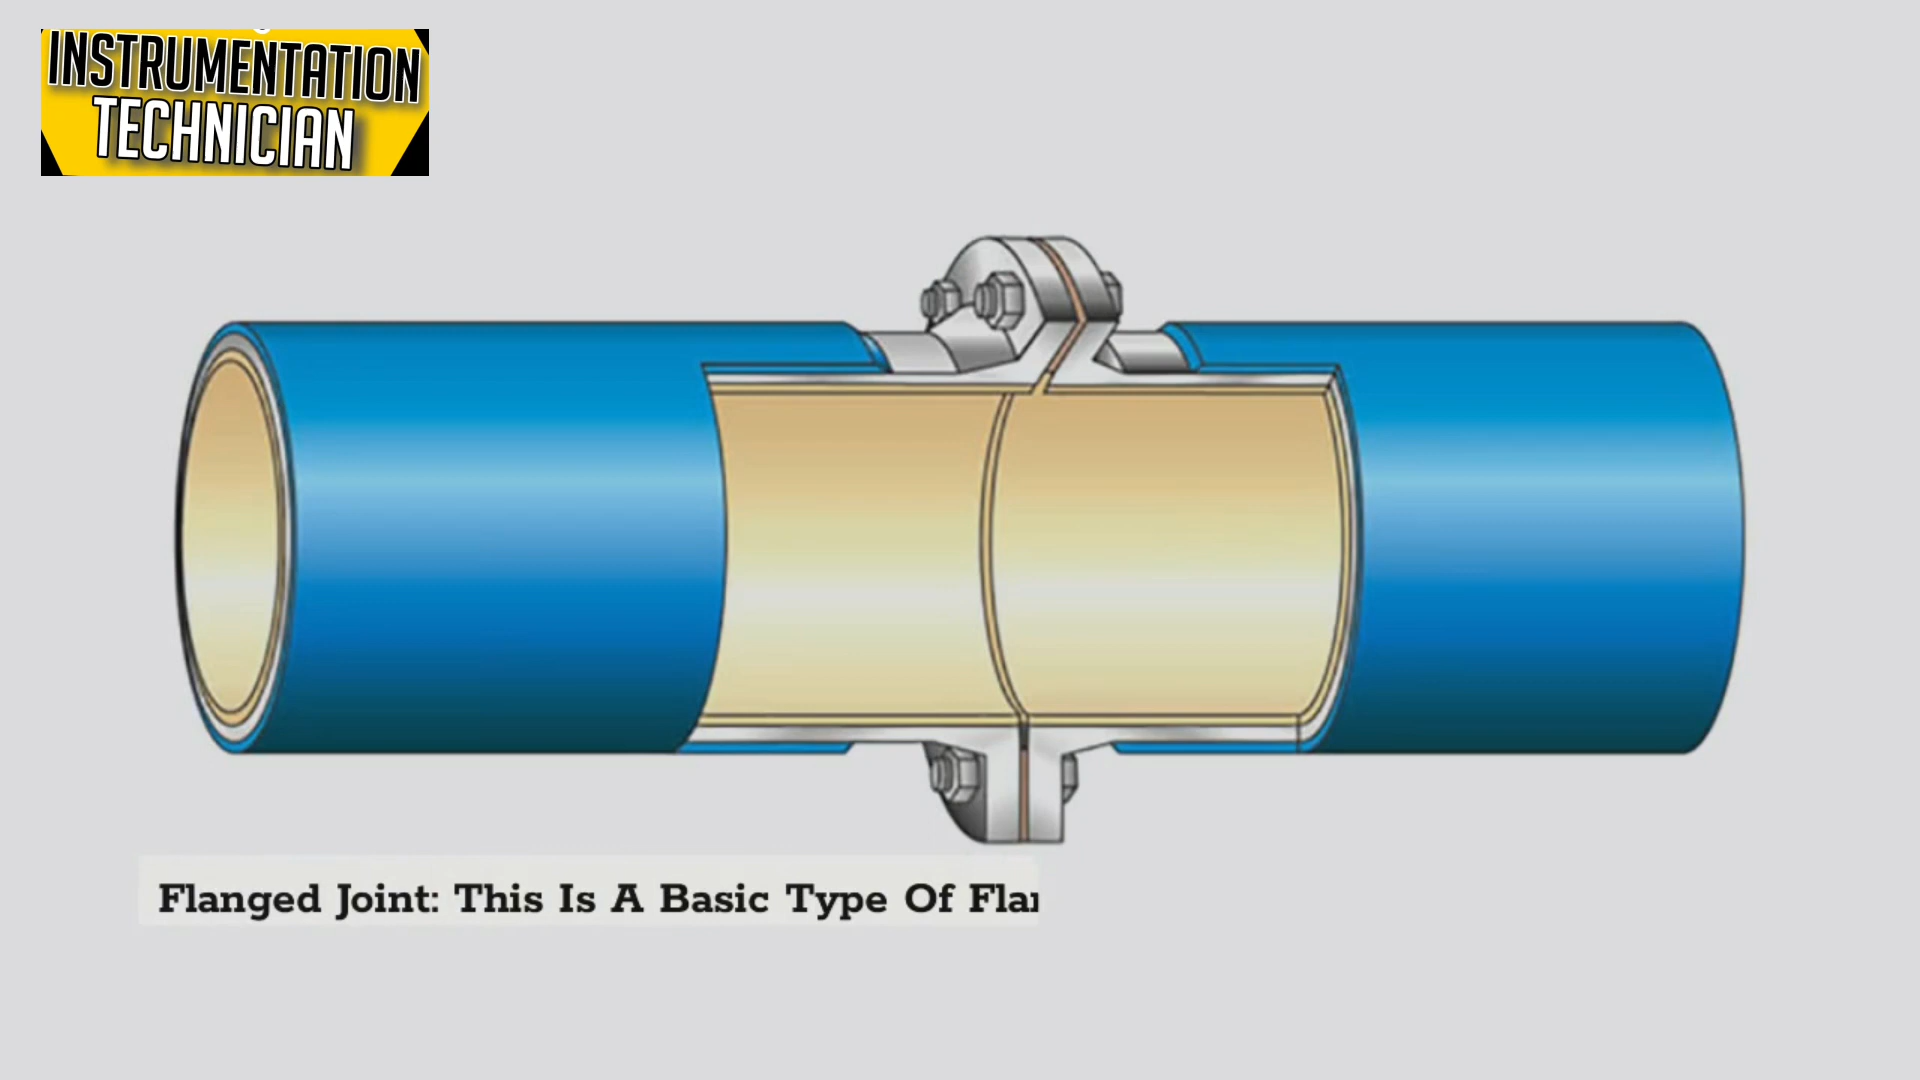 INSTRUMENTATION
TECHNICIAN
Flanged Joint: This Is A Basic Type Of